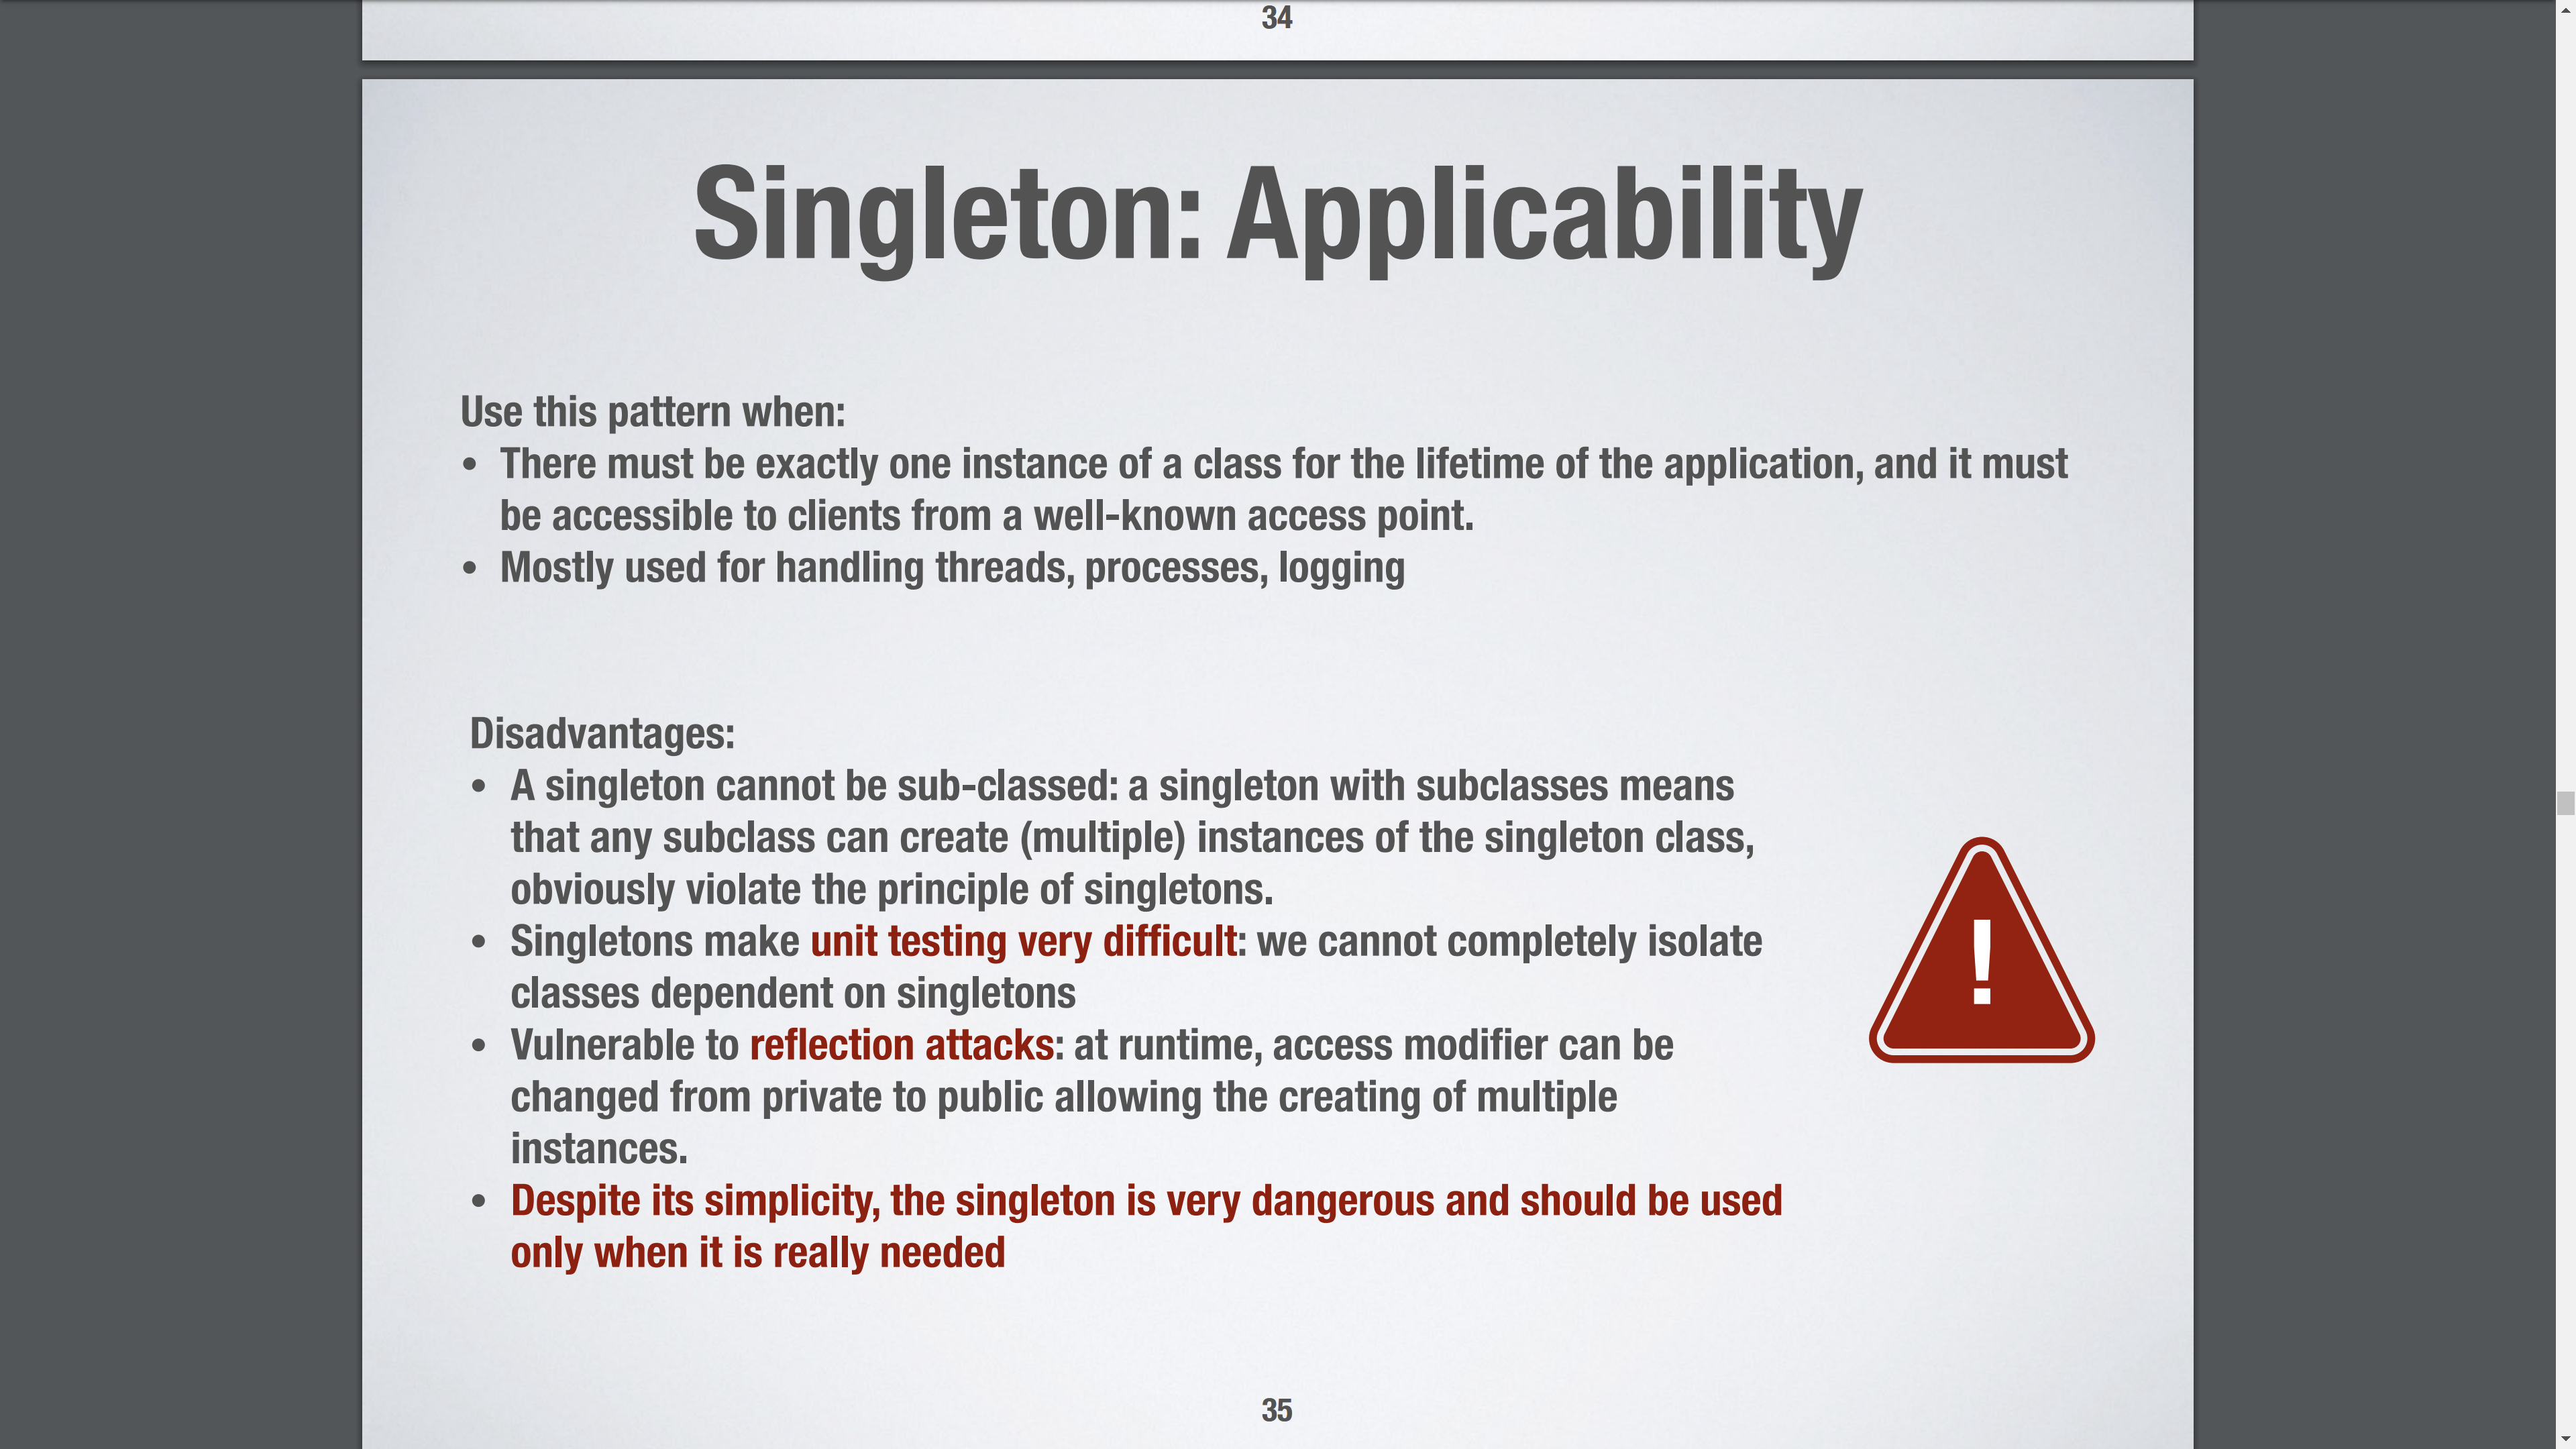 34
Singleton: Applicability
Use this pattern when:
• There must be exactly one instance of a class for the lifetime of the application, and it must
be accessible to clients from a well-known access point.
• Mostly used for handling threads, processes, logging
Disadvantages:
• A singleton cannot be sub-classed: a singleton with subclasses means
that any subclass can create (multiple) instances of the singleton class,
obviously violate the principle of singletons.
• Singletons make unit testing very difficult: we cannot completely isolate
classes dependent on singletons
• Vulnerable to reflection attacks: at runtime, access modifier can be
changed from private to public allowing the creating of multiple
instances.
• Despite its simplicity, the singleton is very dangerous and should be used
only when it is really needed
!
35